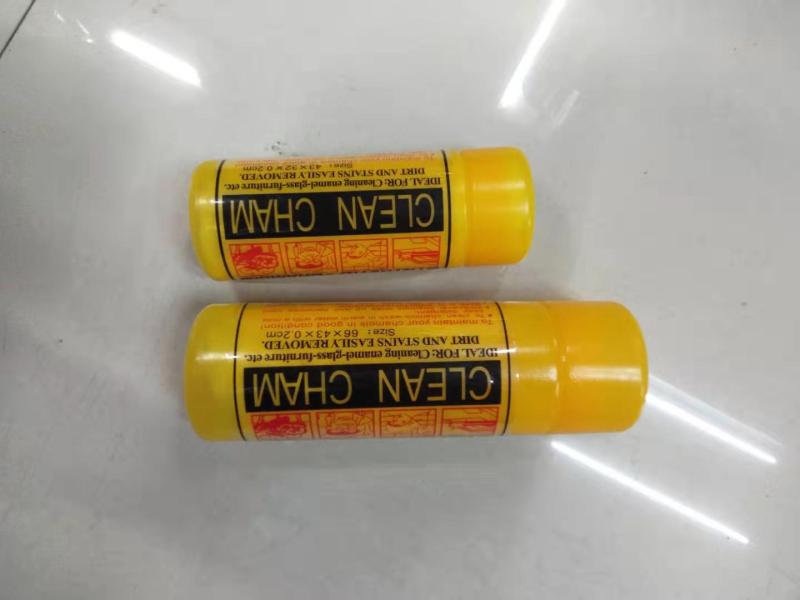 CLEAN CHAM
IDEAL FOR: Cleaning enamel-glass-furniture etc.
DIRT AND STAINS EASILY REMOVED.
Size: 43×32×0.2cm
CLEAN CHAM
IDEAL FOR: Cleaning enamel-glass-furniture etc.
DIRT AND STAINS EASILY REMOVED.
Size: 66×43×0.2cm
To maintain your chamois in good condition!